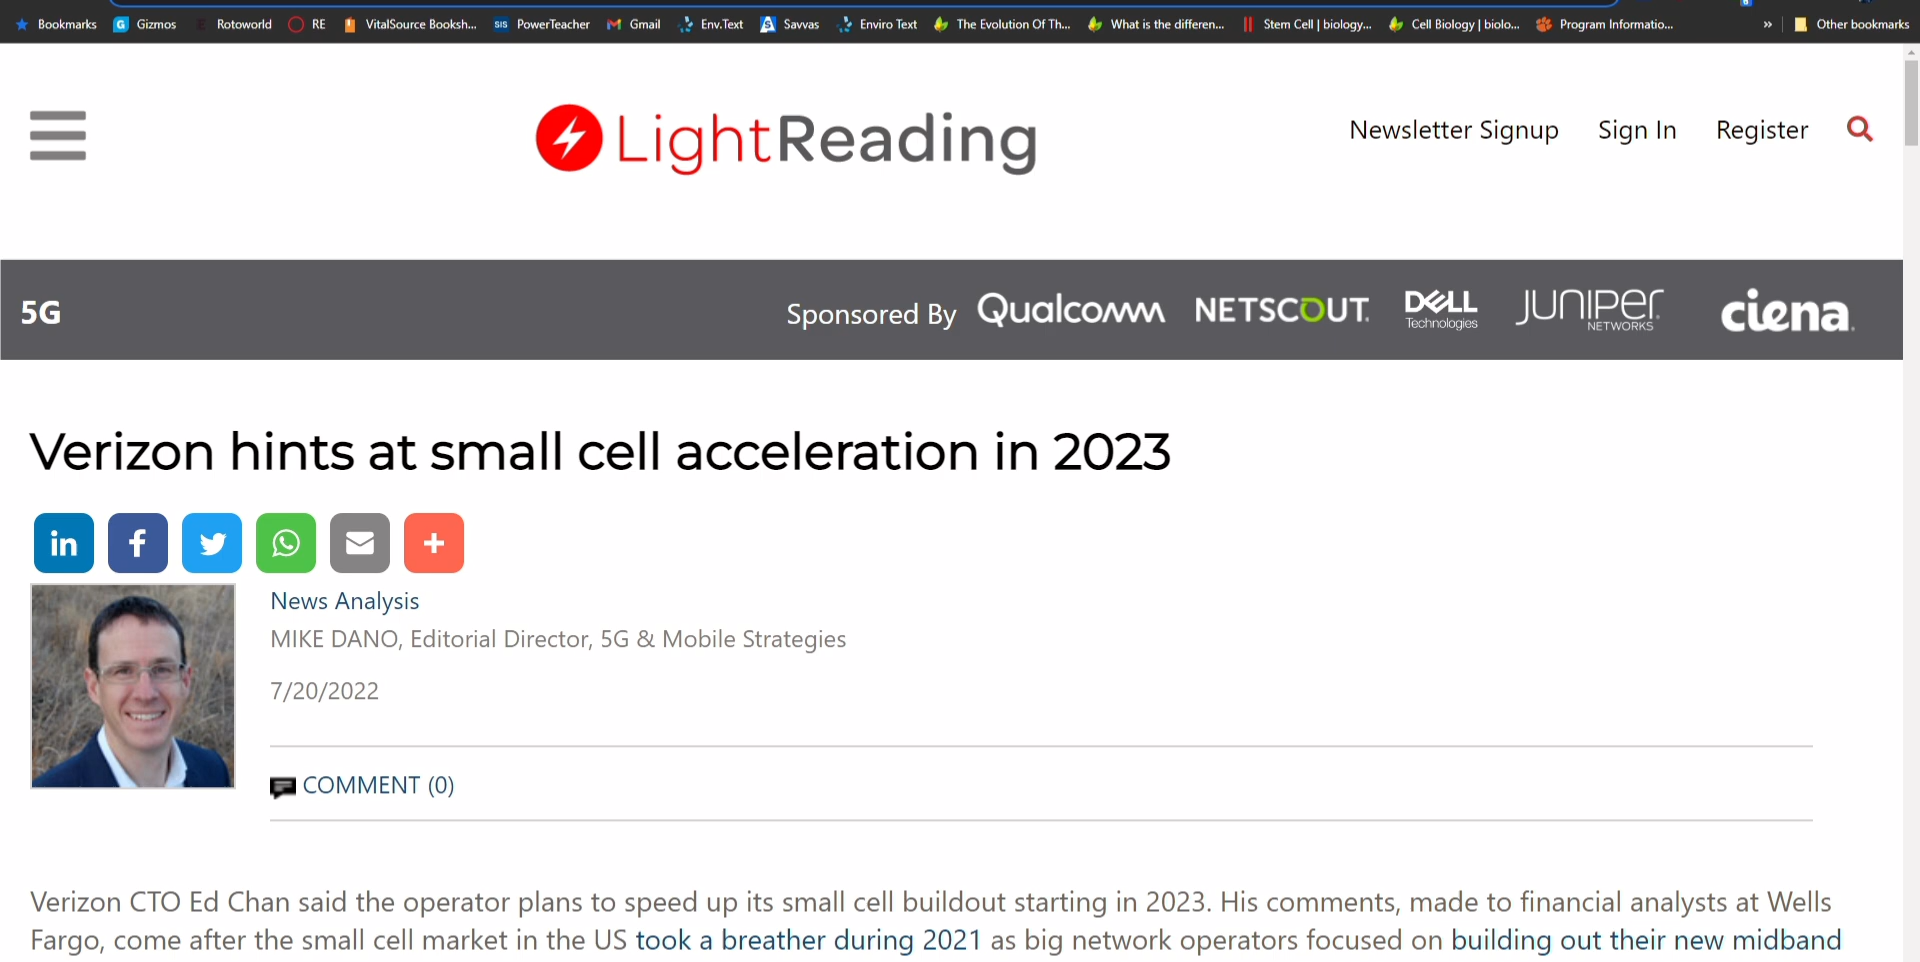 Bookmarks Gizmos Rotoworld RE VitalSource Booksh... SIS PowerTeacher Gmail Env.Text Savvas Enviro Text The Evolution Of Th... What is the differen... Stem Cell | biology... Cell Biology | biolo... Program Informatio... » Other bookmarks
LightReading
Newsletter Signup Sign In Register
5G Sponsored By Qualcomm NETSCOUT. DELL Technologies JUNIPER NETWORKS ciena
Verizon hints at small cell acceleration in 2023
in f +
News Analysis
MIKE DANO, Editorial Director, 5G & Mobile Strategies
7/20/2022
COMMENT (0)
Verizon CTO Ed Chan said the operator plans to speed up its small cell buildout starting in 2023. His comments, made to financial analysts at Wells
Fargo, come after the small cell market in the US took a breather during 2021 as big network operators focused on building out their new midband